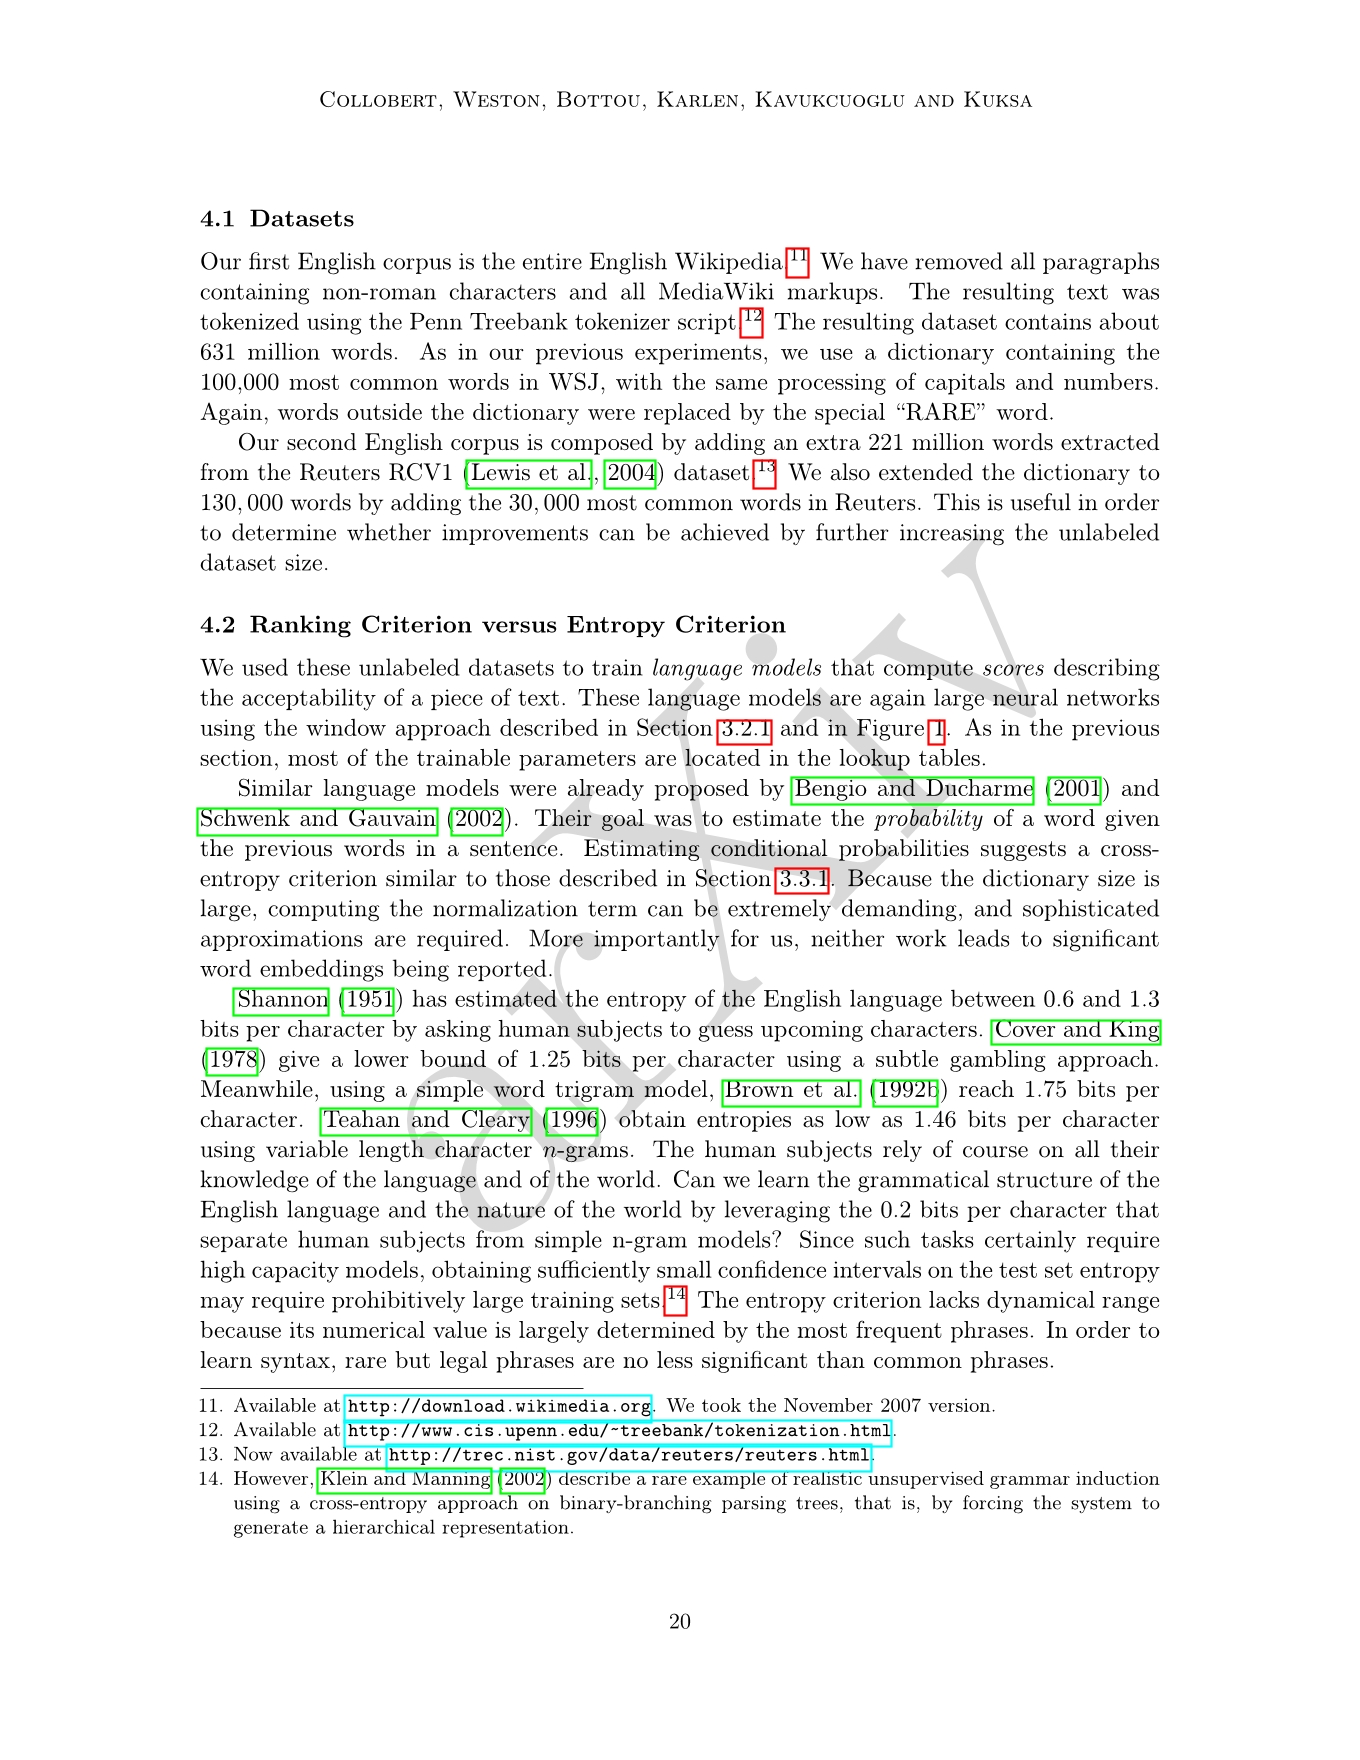 Collobert, Weston, Bottou, Karlen, Kavukcuoglu and Kuksa
4.1 Datasets
Our first English corpus is the entire English Wikipedia.11 We have removed all paragraphs
containing non-roman characters and all MediaWiki markups. The resulting text was
tokenized using the Penn Treebank tokenizer script.12 The resulting dataset contains about
631 million words. As in our previous experiments, we use a dictionary containing the
100,000 most common words in WSJ, with the same processing of capitals and numbers.
Again, words outside the dictionary were replaced by the special “RARE” word.
Our second English corpus is composed by adding an extra 221 million words extracted
from the Reuters RCV1 (Lewis et al., 2004) dataset.13 We also extended the dictionary to
130, 000 words by adding the 30, 000 most common words in Reuters. This is useful in order
to determine whether improvements can be achieved by further increasing the unlabeled
dataset size.
4.2 Ranking Criterion versus Entropy Criterion
We used these unlabeled datasets to train language models that compute scores describing
the acceptability of a piece of text. These language models are again large neural networks
using the window approach described in Section 3.2.1 and in Figure 1. As in the previous
section, most of the trainable parameters are located in the lookup tables.
Similar language models were already proposed by Bengio and Ducharme (2001) and
Schwenk and Gauvain (2002). Their goal was to estimate the probability of a word given
the previous words in a sentence. Estimating conditional probabilities suggests a cross-
entropy criterion similar to those described in Section 3.3.1. Because the dictionary size is
large, computing the normalization term can be extremely demanding, and sophisticated
approximations are required. More importantly for us, neither work leads to significant
word embeddings being reported.
Shannon (1951) has estimated the entropy of the English language between 0.6 and 1.3
bits per character by asking human subjects to guess upcoming characters. Cover and King
(1978) give a lower bound of 1.25 bits per character using a subtle gambling approach.
Meanwhile, using a simple word trigram model, Brown et al. (1992b) reach 1.75 bits per
character. Teahan and Cleary (1996) obtain entropies as low as 1.46 bits per character
using variable length character n-grams. The human subjects rely of course on all their
knowledge of the language and of the world. Can we learn the grammatical structure of the
English language and the nature of the world by leveraging the 0.2 bits per character that
separate human subjects from simple n-gram models? Since such tasks certainly require
high capacity models, obtaining sufficiently small confidence intervals on the test set entropy
may require prohibitively large training sets.14 The entropy criterion lacks dynamical range
because its numerical value is largely determined by the most frequent phrases. In order to
learn syntax, rare but legal phrases are no less significant than common phrases.
11. Available at http://download.wikimedia.org. We took the November 2007 version.
12. Available at http://www.cis.upenn.edu/~treebank/tokenization.html.
13. Now available at http://trec.nist.gov/data/reuters/reuters.html.
14. However, Klein and Manning (2002) describe a rare example of realistic unsupervised grammar induction
using a cross-entropy approach on binary-branching parsing trees, that is, by forcing the system to
generate a hierarchical representation.
20
arXiv